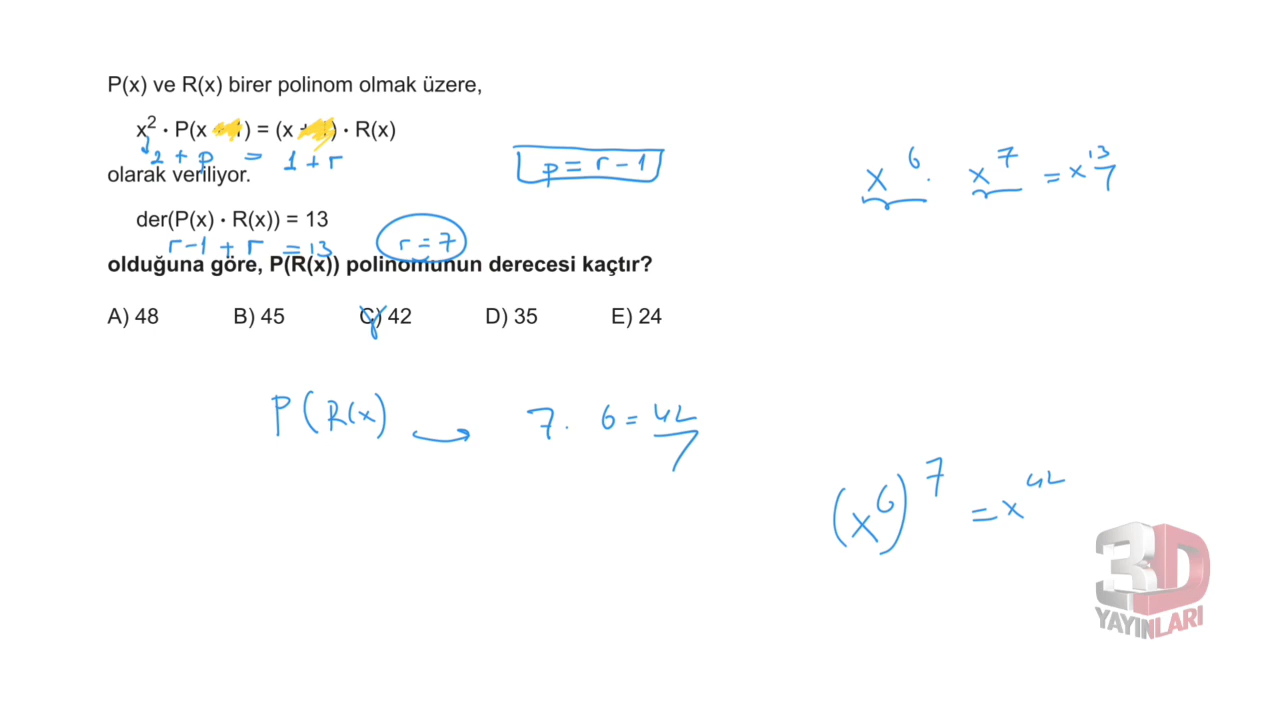 P(x) ve R(x) birer polinom olmak üzere,
x² · P(x 1) = (x + ) · R(x)
2 + p = 1 + r
olarak veriliyor.
p = r - 1
x⁶ · x⁷ = x¹³
der(P(x) · R(x)) = 13
r-1 + r = 13
r = 7
olduğuna göre, P(R(x)) polinomunun derecesi kaçtır?
A) 48 B) 45 C) 42 D) 35 E) 24
P(R(x) → 7 · 6 = 42
(x⁶)⁷ = x⁴²
3D
YAYINLARI